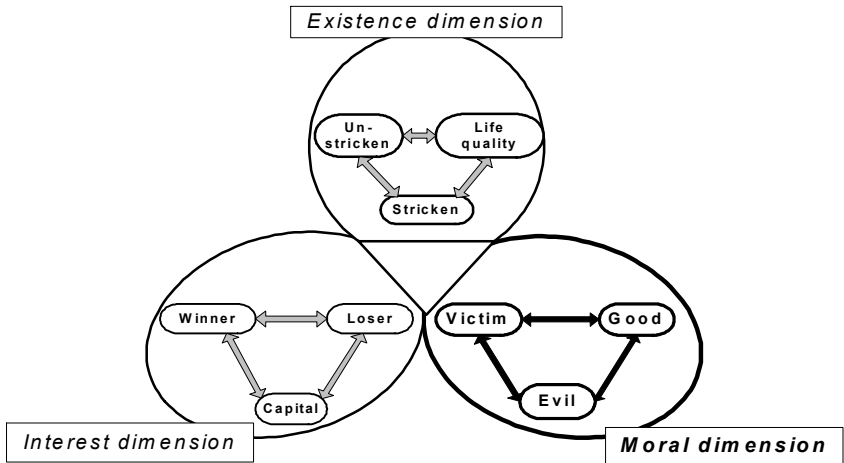 Existence dimension
Un-
stricken
Life
quality
Stricken
Winner
Loser
Capital
Victim
Good
Evil
Interest dimension
Moral dimension